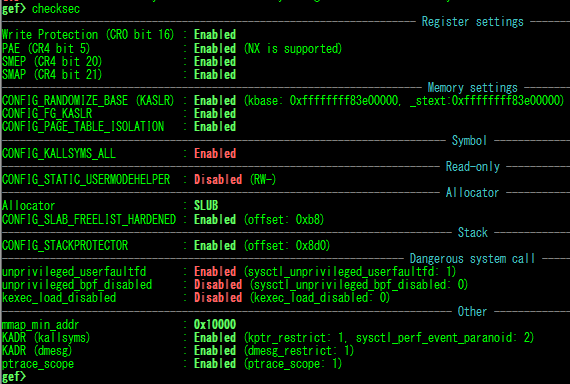 gef> checksec
Register settings
Write Protection (CR0 bit 16) : Enabled
PAE (CR4 bit 5) : Enabled (NX is supported)
SMEP (CR4 bit 20) : Enabled
SMAP (CR4 bit 21) : Enabled
Memory settings
CONFIG_RANDOMIZE_BASE (KASLR) : Enabled (kbase: 0xffffffff83e00000, _stext:0xffffffff83e00000)
CONFIG_FG_KASLR : Enabled
CONFIG_PAGE_TABLE_ISOLATION : Enabled
Symbol
CONFIG_KALLSYMS_ALL : Enabled
Read-only
CONFIG_STATIC_USERMODEHELPER : Disabled (RW-)
Allocator
Allocator : SLUB
CONFIG_SLAB_FREELIST_HARDENED : Enabled (offset: 0xb8)
Stack
CONFIG_STACKPROTECTOR : Enabled (offset: 0x8d0)
Dangerous system call
unprivileged_userfaultfd : Enabled (sysctl_unprivileged_userfaultfd: 1)
unprivileged_bpf_disabled : Disabled (sysctl_unprivileged_bpf_disabled: 0)
kexec_load_disabled : Disabled (kexec_load_disabled: 0)
Other
mmap_min_addr : 0x10000
KADR (kallsyms) : Enabled (kptr_restrict: 1, sysctl_perf_event_paranoid: 2)
KADR (dmesg) : Enabled (dmesg_restrict: 1)
ptrace_scope : Enabled (ptrace_scope: 1)
gef>